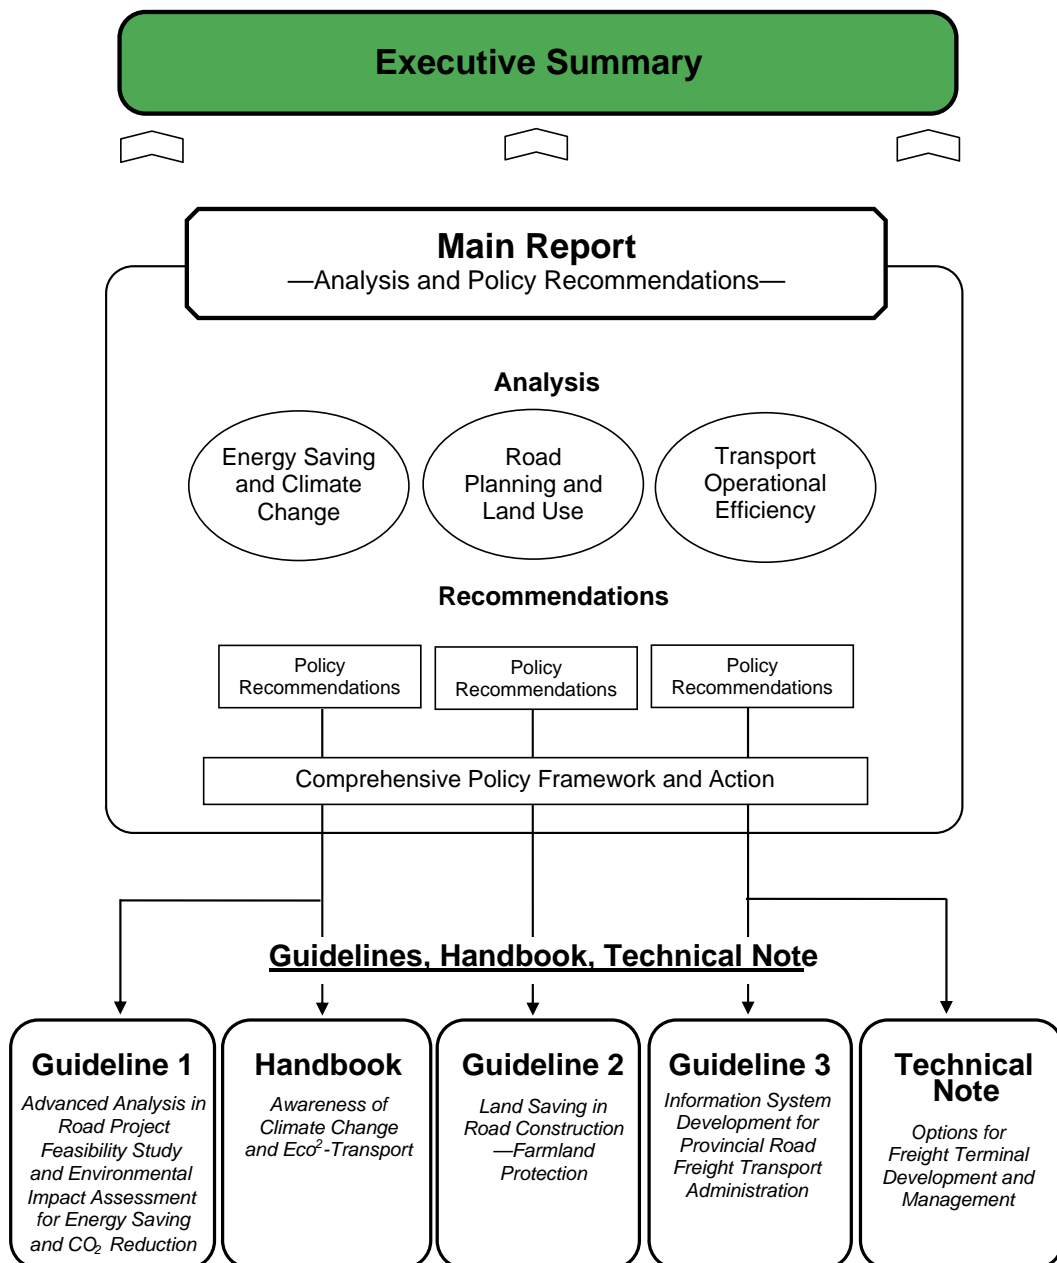 Executive Summary
Main Report
—Analysis and Policy Recommendations—
Analysis
Energy Saving
and Climate
Change
Road
Planning and
Land Use
Transport
Operational
Efficiency
Recommendations
Policy
Recommendations
Policy
Recommendations
Policy
Recommendations
Comprehensive Policy Framework and Action
Guidelines, Handbook, Technical Note
Guideline 1
Advanced Analysis in
Road Project
Feasibility Study
and Environmental
Impact Assessment
for Energy Saving
and CO₂ Reduction
Handbook
Awareness of
Climate Change
and Eco²-Transport
Guideline 2
Land Saving in
Road Construction
—Farmland
Protection
Guideline 3
Information System
Development for
Provincial Road
Freight Transport
Administration
Technical
Note
Options for
Freight Terminal
Development and
Management